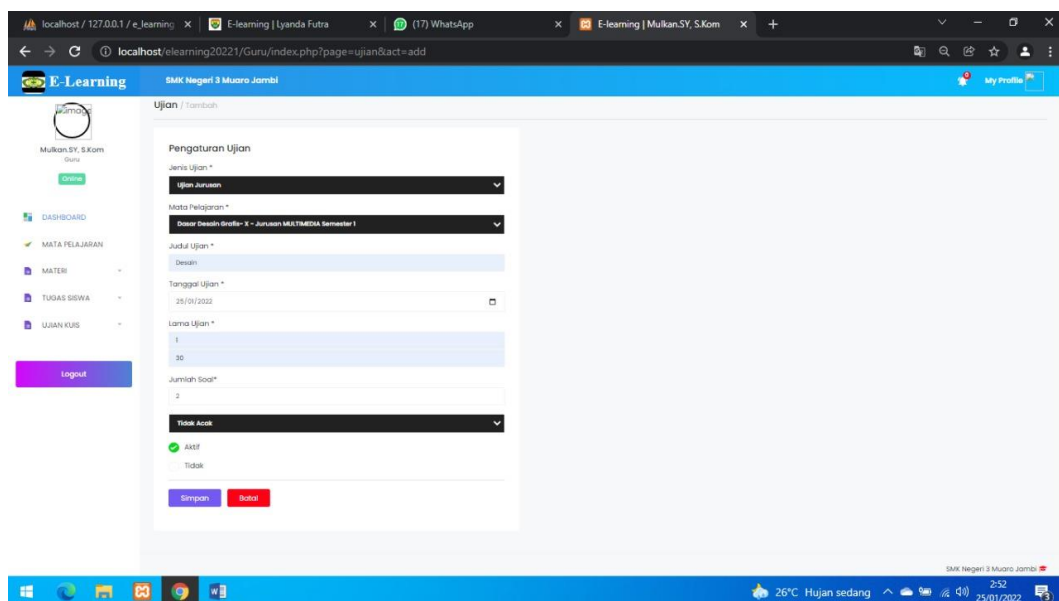 localhost / 127.0.0.1 / e_learning
E-learning | Lyanda Futra
(17) WhatsApp
E-learning | Mulkan.SY, S.Kom
localhost/elearning20221/Guru/index.php?page=ujian&act=add
E-Learning
SMK Negeri 3 Muaro Jambi
0
My Profile
image
Mulkan.SY, S.Kom
Guru
Online
DASHBOARD
MATA PELAJARAN
MATERI
TUGAS SISWA
UJIAN KUIS
Logout
Ujian / Tambah
Pengaturan Ujian
Jenis Ujian *
Ujian Jurusan
Mata Pelajaran *
Dasar Desain Grafis- X - Jurusan MULTIMEDIA Semester 1
Judul Ujian *
Desain
Tanggal Ujian *
25/01/2022
Lama Ujian *
1
30
Jumlah Soal*
2
Tidak Acak
Aktif
Tidak
Simpan
Batal
SMK Negeri 3 Muaro Jambi
26°C Hujan sedang
2:52
25/01/2022